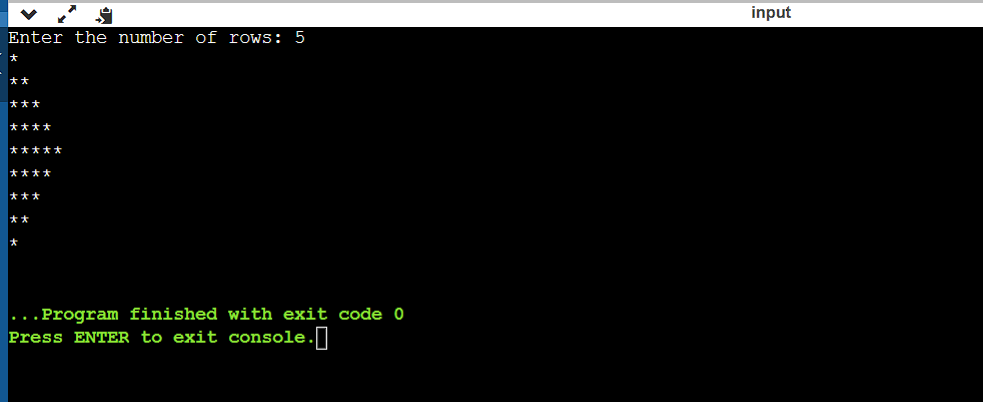 input
Enter the number of rows: 5
*
**
***
****
*****
****
***
**
*
...Program finished with exit code 0
Press ENTER to exit console.